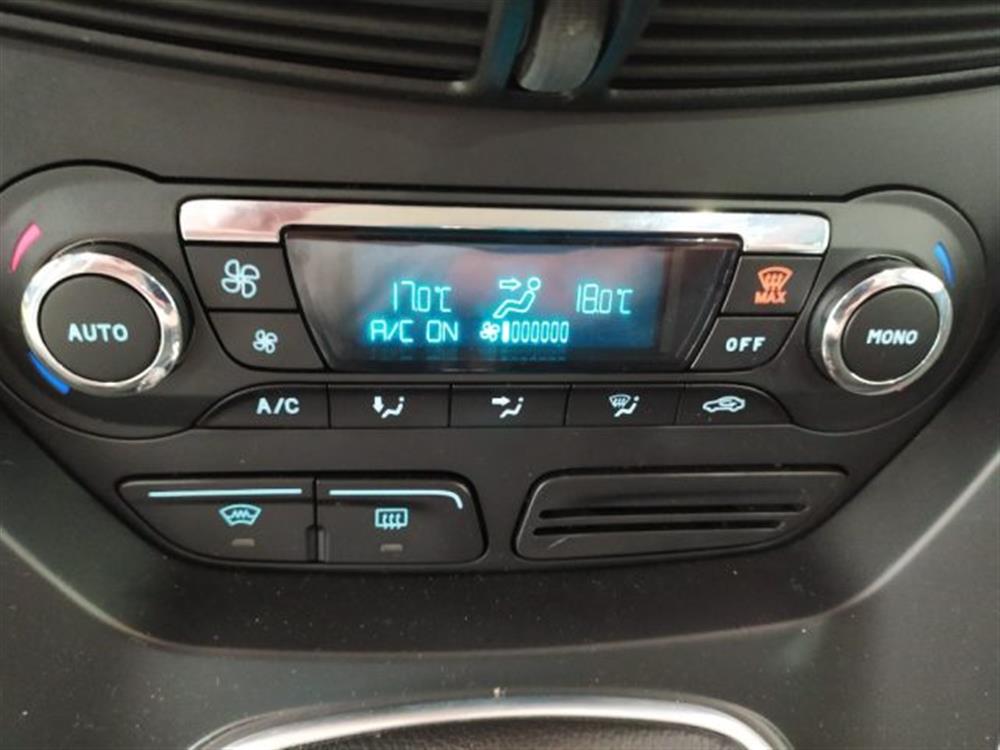 17.0°C 18.0°C
A/C ON
MAX
AUTO
OFF
MONO
A/C